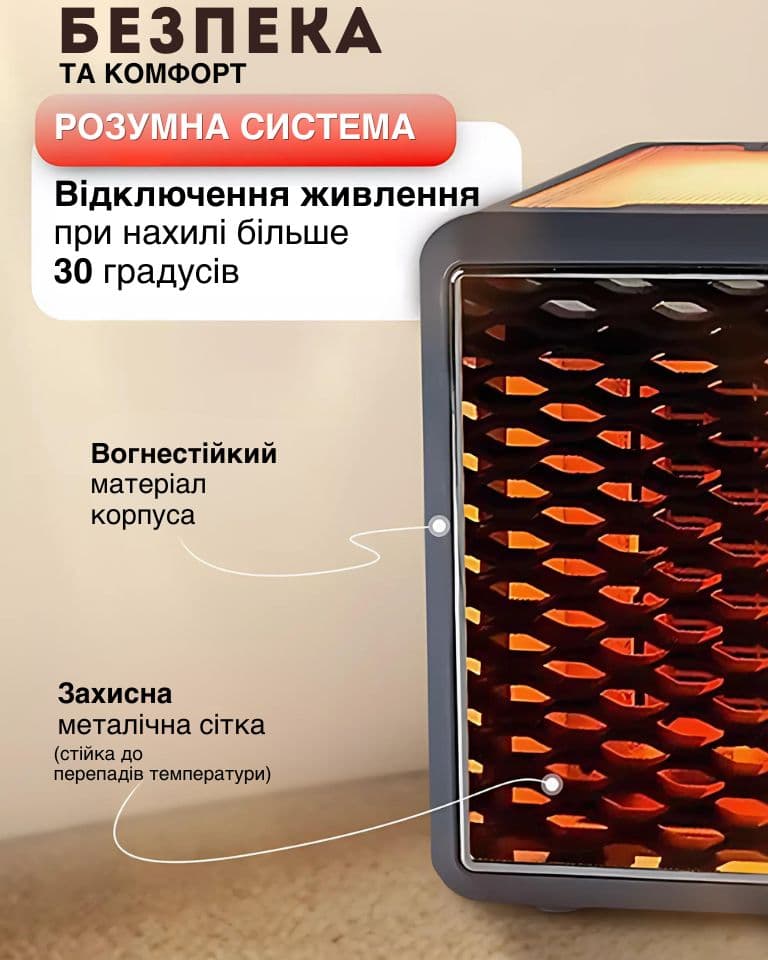 БЕЗПЕКА
ТА КОМФОРТ
РОЗУМНА СИСТЕМА
Відключення живлення
при нахилі більше
30 градусів
Вогнестійкий
матеріал
корпуса
Захисна
металічна сітка
(стійка до
перепадів температури)